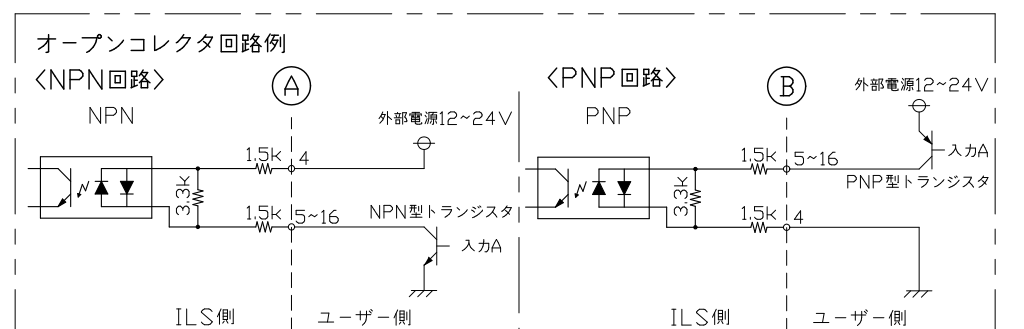 オープンコレクタ回路例
〈NPN回路〉
A
NPN
外部電源12~24V
1.5k
4
3.3K
1.5k
5~16
NPN型トランジスタ
入力A
ILS側
ユーザー側
〈PNP回路〉
B
外部電源12~24V
PNP
1.5k
5~16
入力A
PNP型トランジスタ
3.3K
1.5k
4
ILS側
ユーザー側